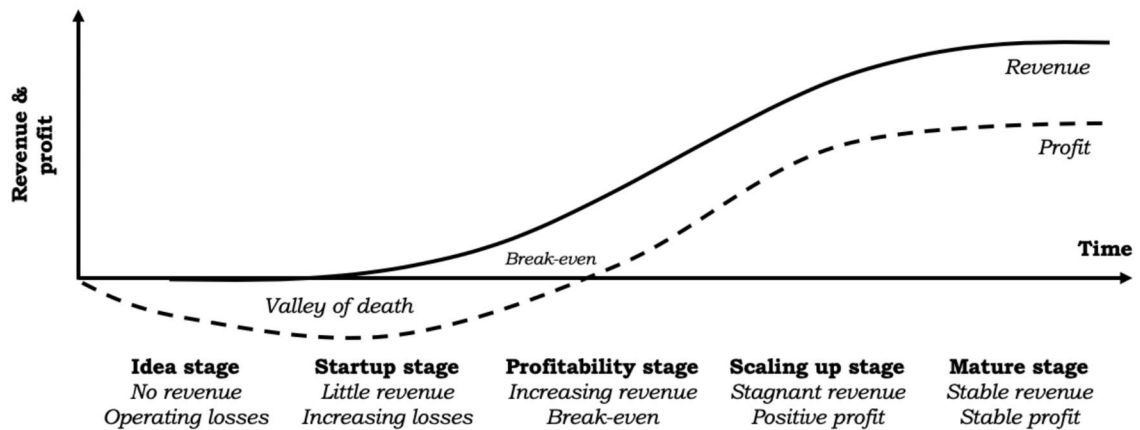 Revenue &
profit
Revenue
Profit
Time
Break-even
Valley of death
Idea stage
No revenue
Operating losses
Startup stage
Little revenue
Increasing losses
Profitability stage
Increasing revenue
Break-even
Scaling up stage
Stagnant revenue
Positive profit
Mature stage
Stable revenue
Stable profit